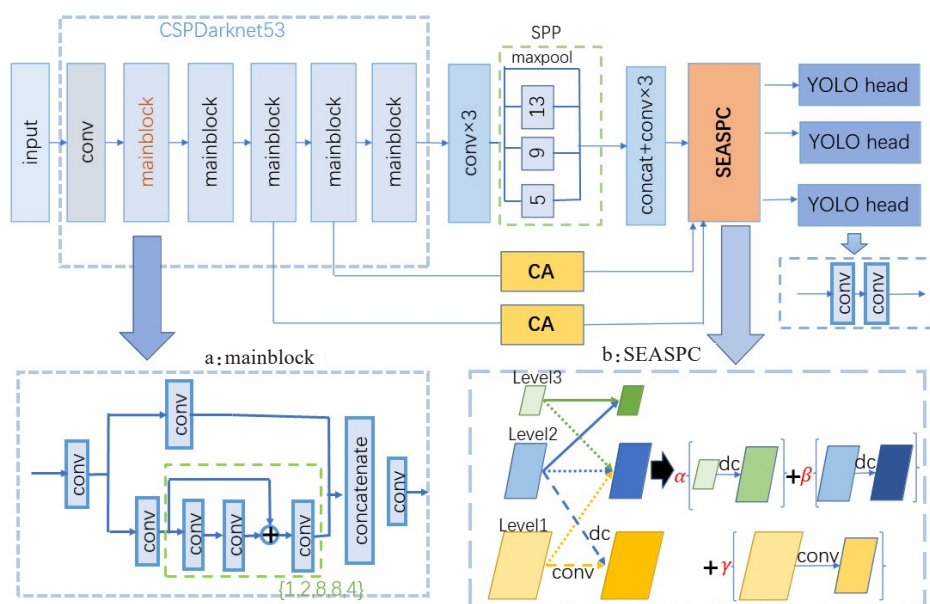 CSPDarknet53
SPP
maxpool
input
conv
mainblock
mainblock
mainblock
mainblock
mainblock
conv×3
13
9
5
concat+conv×3
SEASPC
YOLO head
YOLO head
YOLO head
CA
CA
conv
conv
a:mainblock
b:SEASPC
conv
conv
conv
conv
conv
+
conv
concatenate
conv
{1,2,8,8,4}
Level3
Level2
Level1
dc
conv
α
dc
+β
dc
+γ
conv